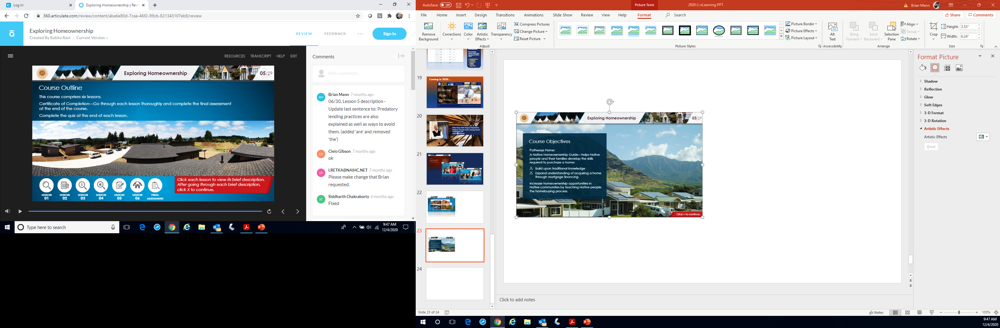 Log In
Exploring Homeownership | Revi
360.articulate.com/review/content/aba6e80d-7caa-46f2-89cb-821343107eb8/review
Exploring Homeownership
Created By Babita Rani • Current Version
REVIEW
FEEDBACK
Sign In
RESOURCES TRANSCRIPT HELP EXIT
Exploring Homeownership
05/29
Course Outline
This course comprises six lessons.
Certificate of Completion—Go through each lesson thoroughly and complete the final assessment
at the end of the course.
Complete the quiz at the end of each lesson.
LESSON 01
LESSON 02
LESSON 03
LESSON 04
LESSON 05
LESSON 06
FINAL ASSESSMENT
Click each lesson to view its brief description.
After going through each brief description,
click X to continue.
Comments
Add a comment...
BM
Brian Mann 7 months ago
06/30, Lesson 5 description -
Update last sentence to: Predatory
lending practices are also
explained as well as ways to avoid
them. (added 'are' and removed
'the')
CG
Cielo Gibson 7 months ago
ok
LR
LRETKA@NAIHC.NET 7 months ago
Please make change that Brian
requested.
SC
Siddharth Chakraborty 6 months ago
Fixed
Type here to search
9:47 AM
12/4/2020
AutoSave Off
Picture Tools
2020 LI eLearning PPT
Brian Mann
File Home Insert Design Transitions Animations Slide Show Review View Help Format Search
Share
Comments
Remove
Background
Corrections
Color
Artistic
Effects
Transparency
Compress Pictures
Change Picture
Reset Picture
Adjust
Picture Styles
Picture Border
Picture Effects
Picture Layout
Alt
Text
Accessibility
Bring
Forward
Send
Backward
Selection
Pane
Align
Group
Rotate
Arrange
Crop
Height: 3.53"
Width: 6.24"
Size
19
Coming in 2020...
20
21
22
23
24
Exploring Homeownership
03/29
Course Objectives
Pathways Home:
A Native Homeownership Guide—helps Native
people and their families develop the skills
required to purchase a home:
Build upon traditional knowledge
Expand understanding of acquiring a home
through mortgage financing
Increase homeownership opportunities in
Native communities by teaching Native people
the homebuying process.
Click > to continue.
Format Picture
Shadow
Reflection
Glow
Soft Edges
3-D Format
3-D Rotation
Artistic Effects
Artistic Effects
Reset
Click to add notes
Slide 23 of 24
Notes
103%
9:47 AM
12/4/2020